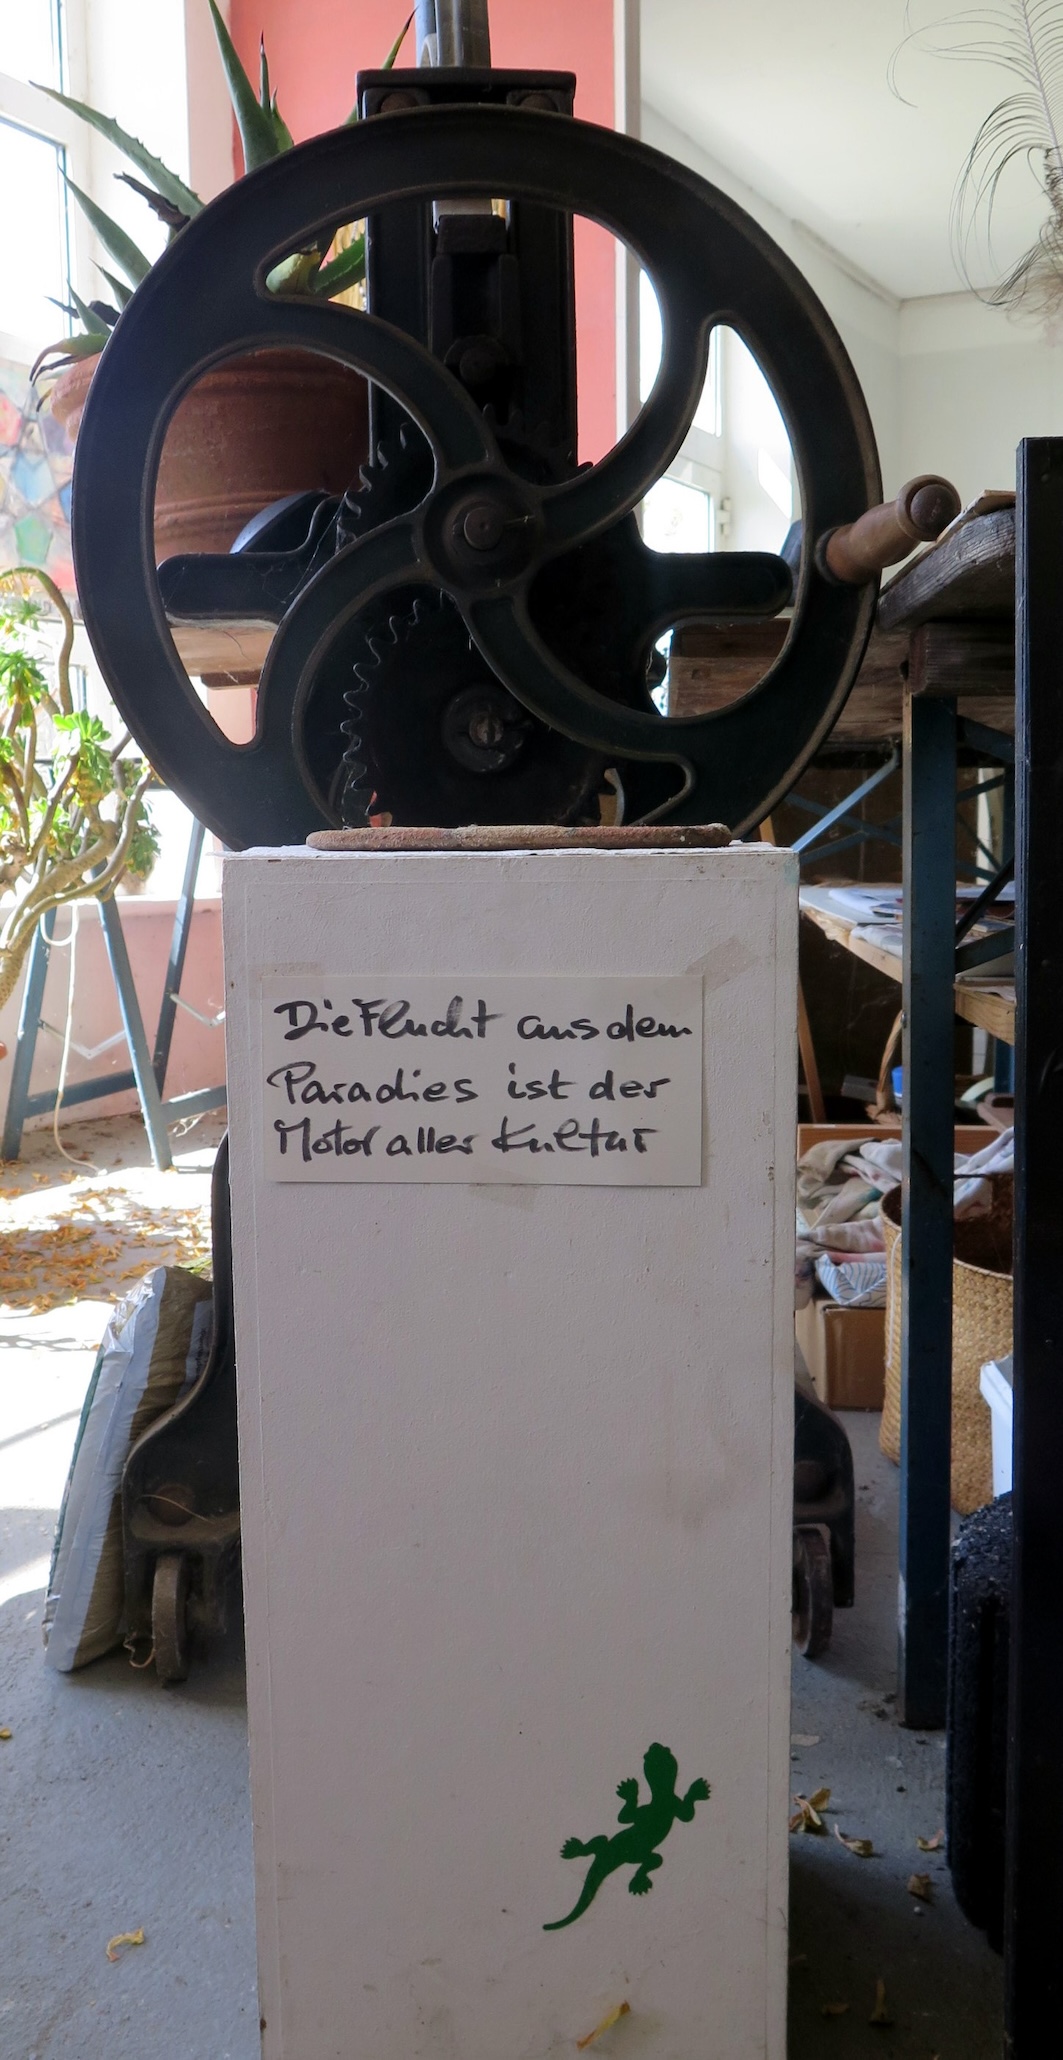 Die Flucht aus dem
Paradies ist der
Motor aller Kultur